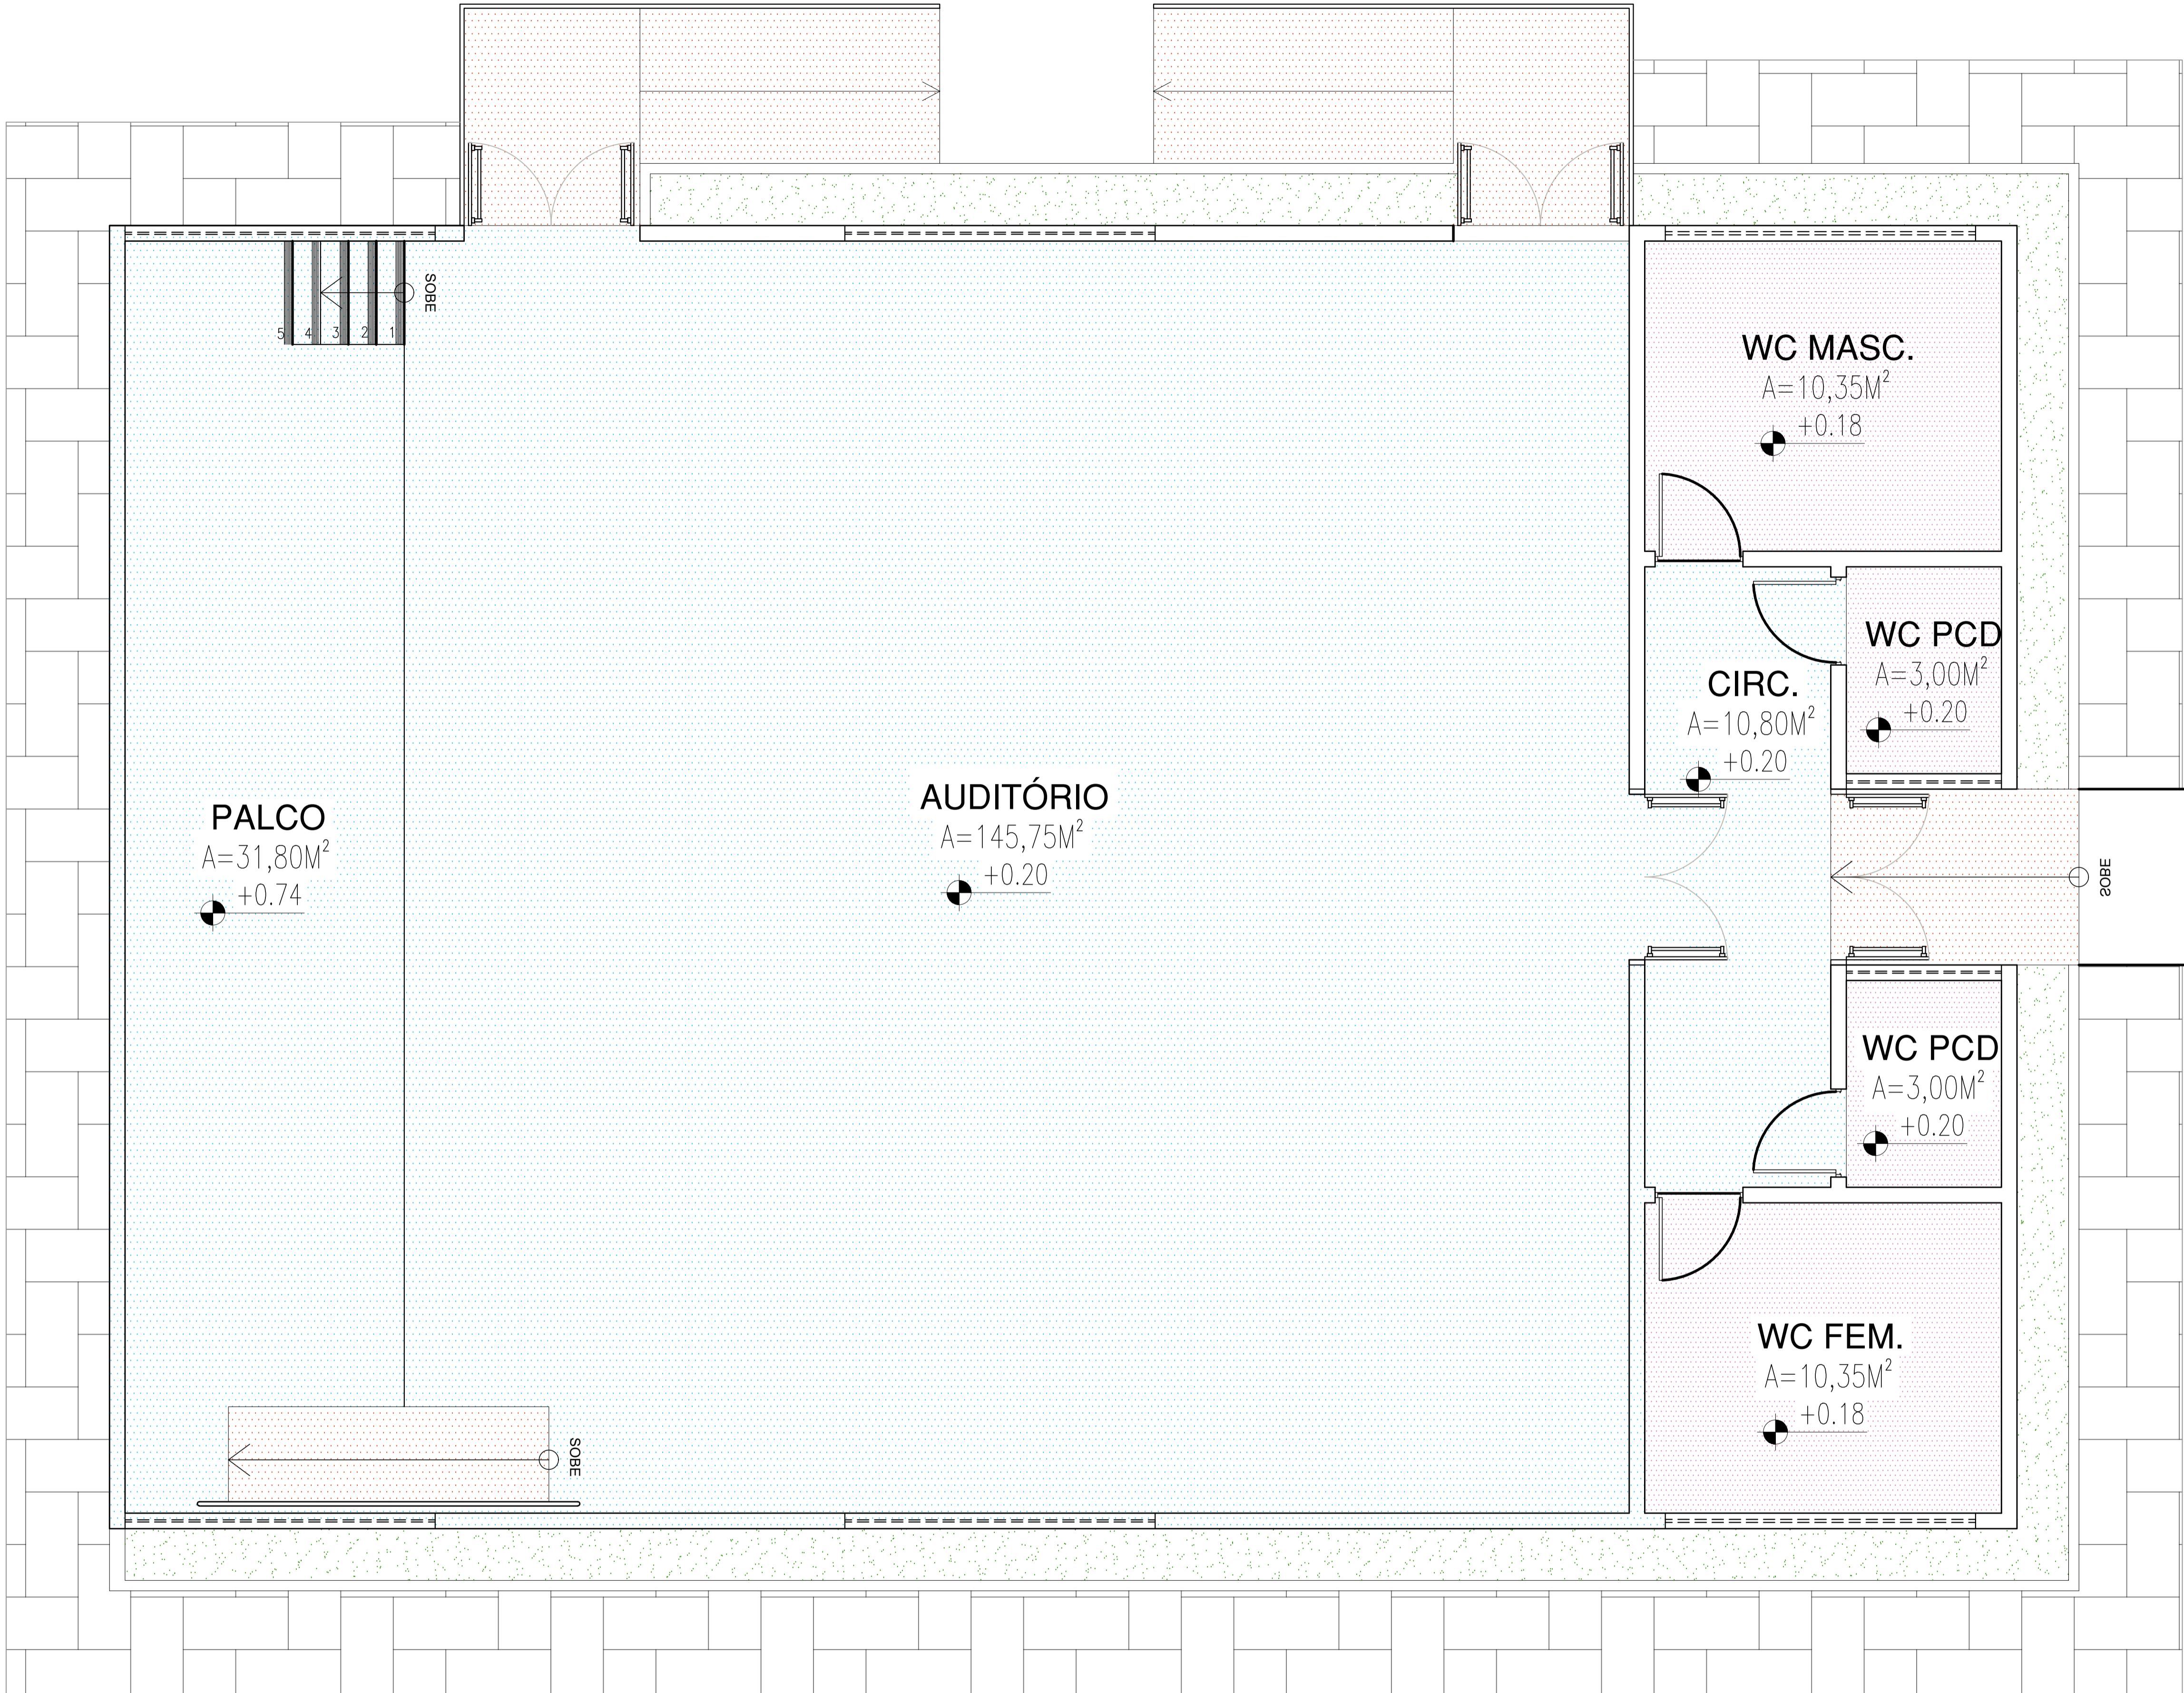 SOBE
5 4 3 2 1
WC MASC.
A=10,35M²
+0.18
WC PCD
A=3,00M²
+0.20
CIRC.
A=10,80M²
+0.20
AUDITÓRIO
A=145,75M²
+0.20
PALCO
A=31,80M²
+0.74
SOBE
WC PCD
A=3,00M²
+0.20
WC FEM.
A=10,35M²
+0.18
SOBE